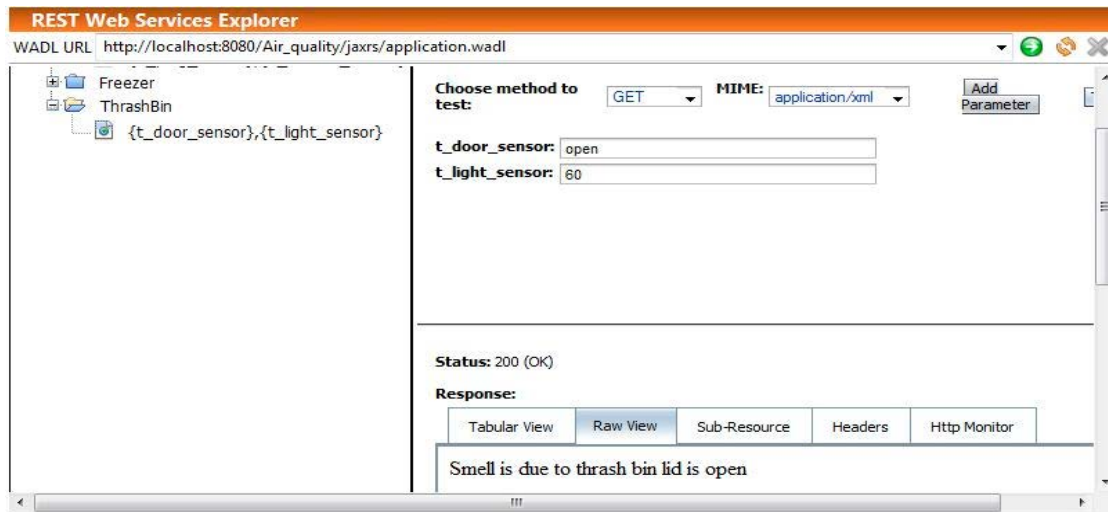 REST Web Services Explorer
WADL URL http://localhost:8080/Air_quality/jaxrs/application.wadl
Freezer
ThrashBin
{t_door_sensor},{t_light_sensor}
Choose method to test: GET MIME: application/xml Add Parameter
t_door_sensor: open
t_light_sensor: 60
Status: 200 (OK)
Response:
Tabular View Raw View Sub-Resource Headers Http Monitor
Smell is due to thrash bin lid is open